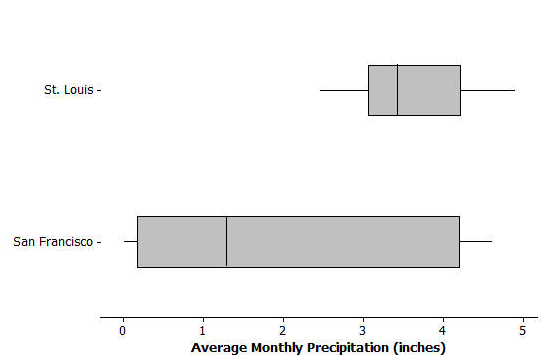 St. Louis
San Francisco
0 1 2 3 4 5
Average Monthly Precipitation (inches)